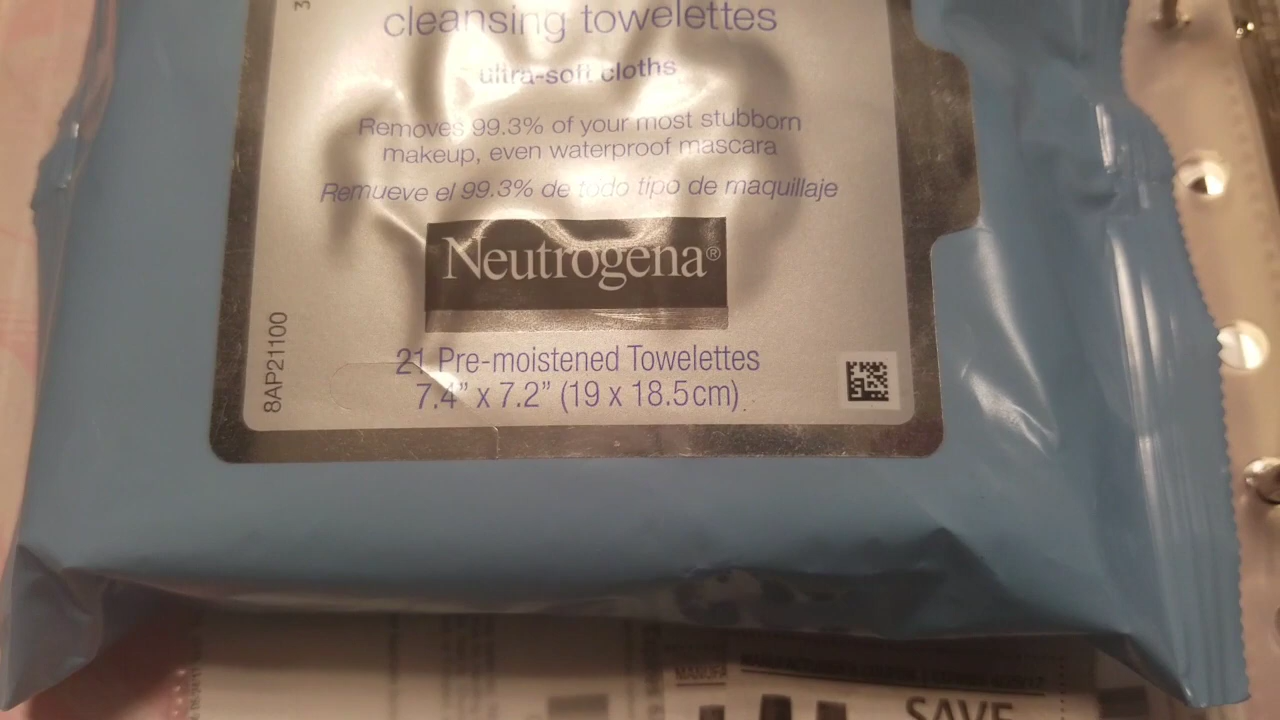 3
cleansing towelettes
ultra-soft cloths
Removes 99.3% of your most stubborn
makeup, even waterproof mascara
Remueve el 99.3% de todo tipo de maquillaje
Neutrogena®
21 Pre-moistened Towelettes
7.4” x 7.2” (19 x 18.5cm)
8AP21100
MANUFA
SAVE